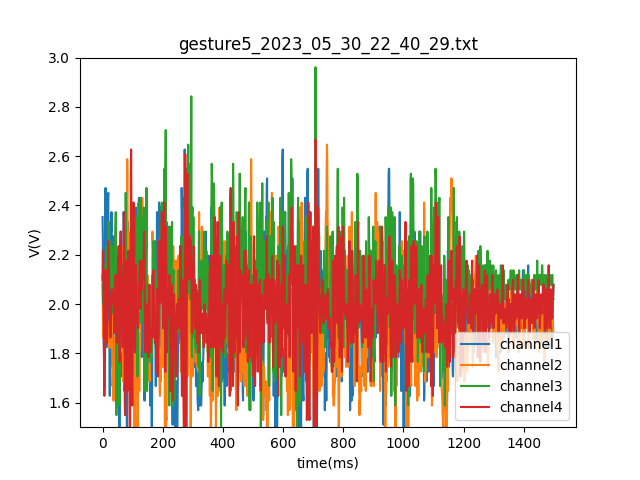 gesture5_2023_05_30_22_40_29.txt
3.0
2.8
2.6
2.4
2.2
2.0
1.8
1.6
V(V)
0 200 400 600 800 1000 1200 1400
time(ms)
channel1
channel2
channel3
channel4